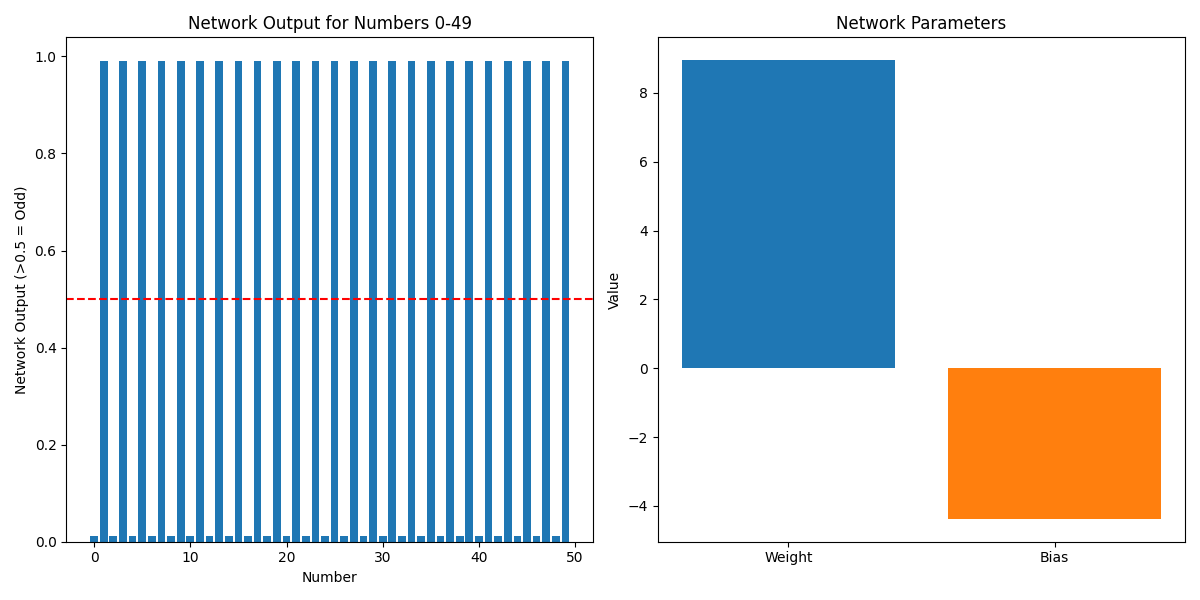 Network Output for Numbers 0-49
Network Output (>0.5 = Odd)
1.0
0.8
0.6
0.4
0.2
0.0
0 10 20 30 40 50
Number
Network Parameters
Value
8
6
4
2
0
−2
−4
Weight Bias